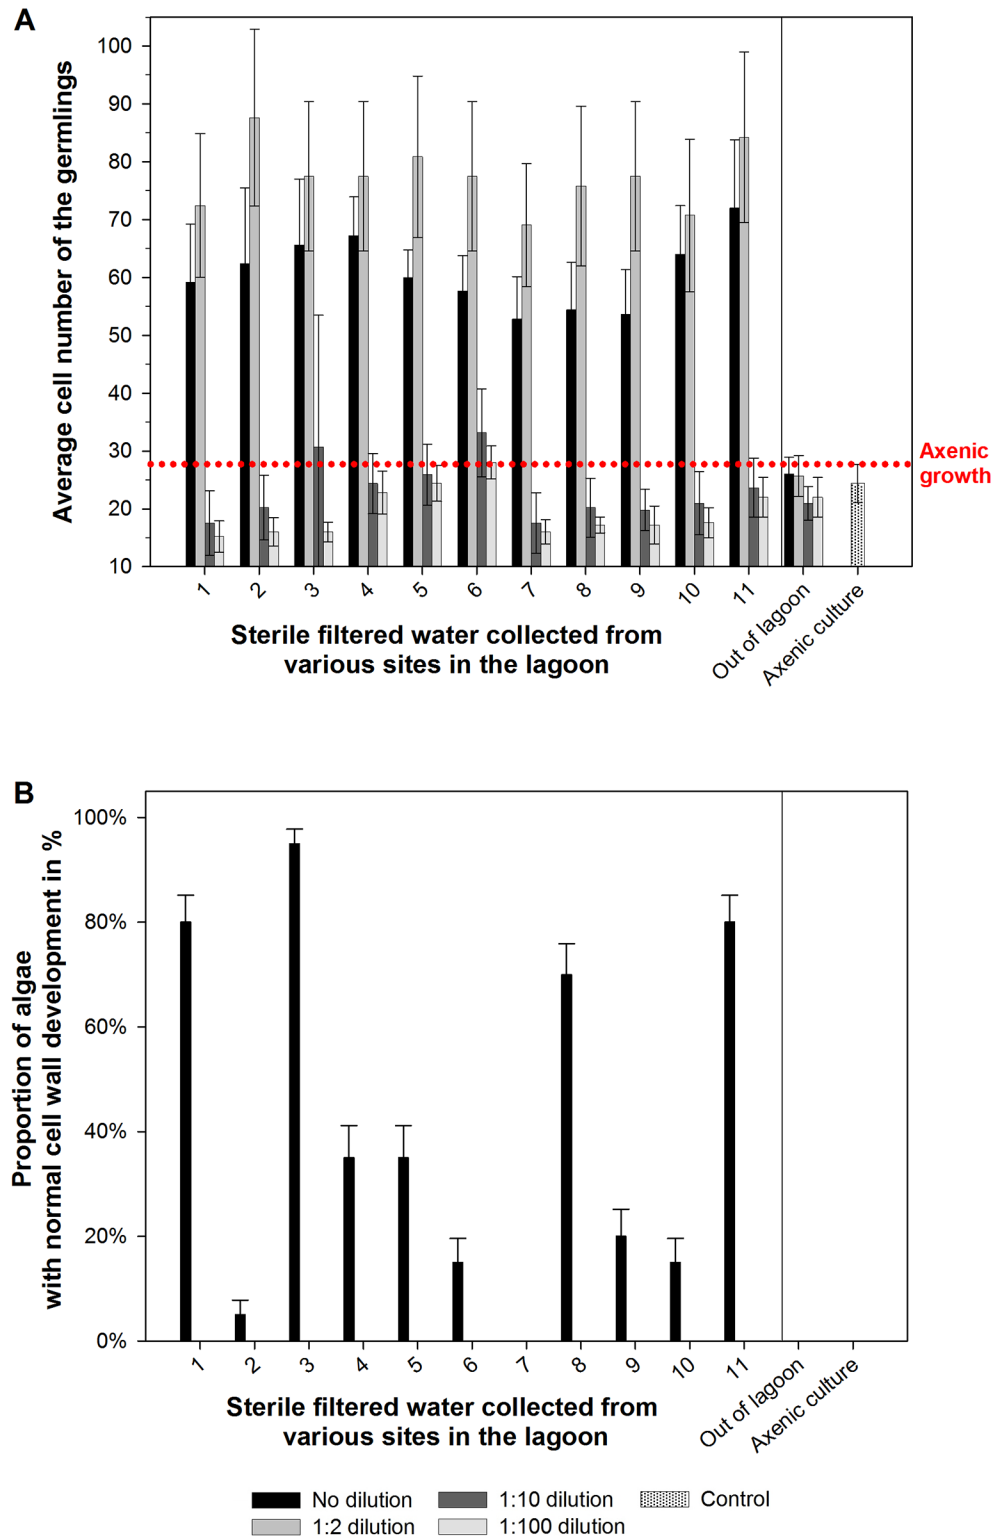 A
Average cell number of the germlings
100
90
80
70
60
50
40
30
20
10
Axenic
growth
1
2
3
4
5
6
7
8
9
10
11
Out of lagoon
Axenic culture
Sterile filtered water collected from
various sites in the lagoon
B
Proportion of algae
with normal cell wall development in %
100%
80%
60%
40%
20%
0%
1
2
3
4
5
6
7
8
9
10
11
Out of lagoon
Axenic culture
Sterile filtered water collected from
various sites in the lagoon
No dilution
1:10 dilution
Control
1:2 dilution
1:100 dilution